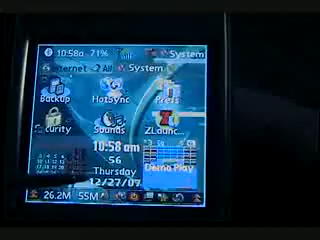 10:58a 71% System
nternet All System
Backup HotSync Prefs
curity Sounds ZLaunc...
10:58 am
56
Thursday Demo Play
12/27/07
26.2M 55M